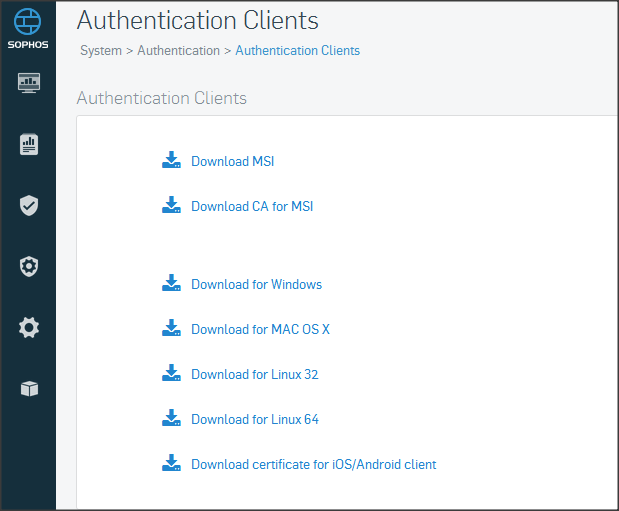 SOPHOS
Authentication Clients
System > Authentication > Authentication Clients
Authentication Clients
Download MSI
Download CA for MSI
Download for Windows
Download for MAC OS X
Download for Linux 32
Download for Linux 64
Download certificate for iOS/Android client